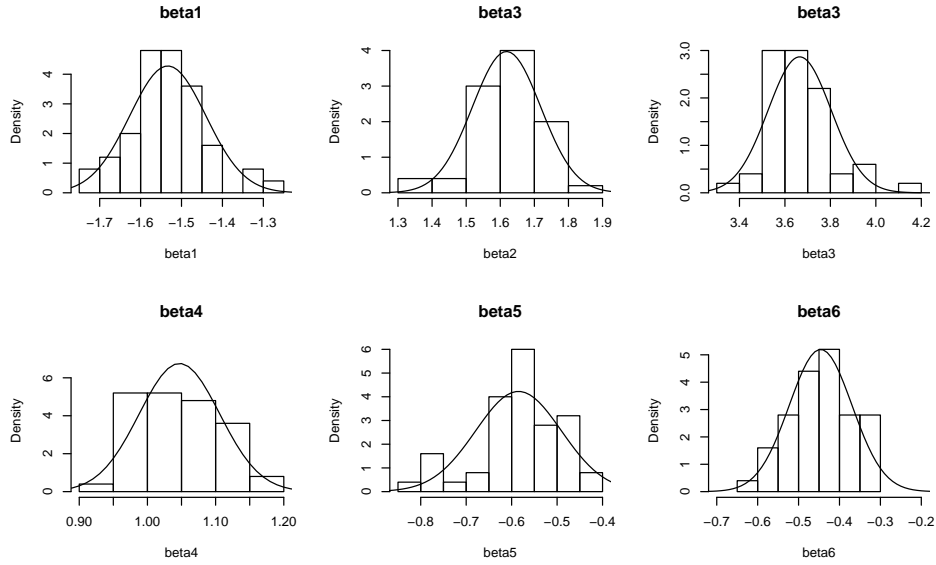 beta1
Density
4
3
2
1
0
−1.7 −1.6 −1.5 −1.4 −1.3
beta1
beta3
Density
4
3
2
1
0
1.3 1.4 1.5 1.6 1.7 1.8 1.9
beta2
beta3
Density
3.0
2.0
1.0
0.0
3.4 3.6 3.8 4.0 4.2
beta3
beta4
Density
6
4
2
0
0.90 1.00 1.10 1.20
beta4
beta5
Density
6
5
4
3
2
1
0
−0.8 −0.7 −0.6 −0.5 −0.4
beta5
beta6
Density
5
4
3
2
1
0
−0.7 −0.6 −0.5 −0.4 −0.3 −0.2
beta6